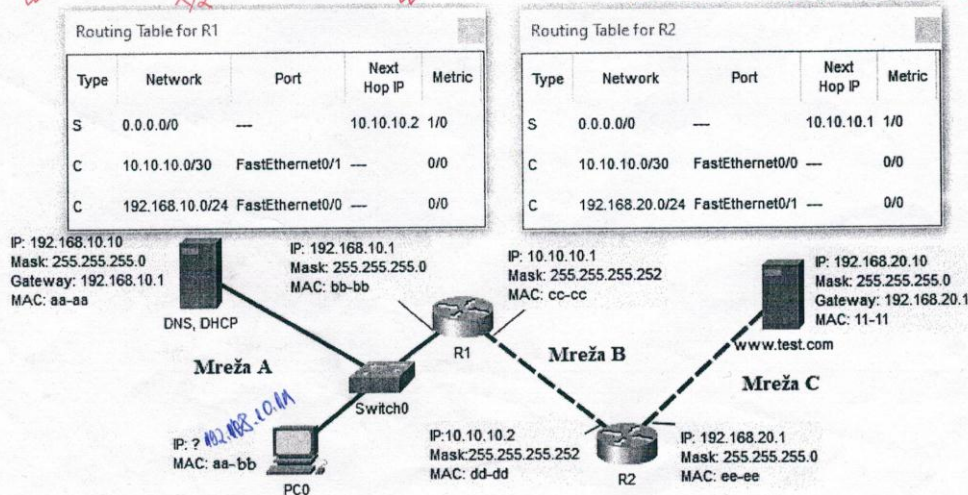 Routing Table for R1
Type Network Port Next Hop IP Metric
S 0.0.0.0/0 --- 10.10.10.2 1/0
C 10.10.10.0/30 FastEthernet0/1 --- 0/0
C 192.168.10.0/24 FastEthernet0/0 --- 0/0
Routing Table for R2
Type Network Port Next Hop IP Metric
S 0.0.0.0/0 --- 10.10.10.1 1/0
C 10.10.10.0/30 FastEthernet0/0 --- 0/0
C 192.168.20.0/24 FastEthernet0/1 --- 0/0
IP: 192.168.10.10
Mask: 255.255.255.0
Gateway: 192.168.10.1
MAC: aa-aa
DNS, DHCP
IP: 192.168.10.1
Mask: 255.255.255.0
MAC: bb-bb
R1
IP: 10.10.10.1
Mask: 255.255.255.252
MAC: cc-cc
IP: 192.168.20.10
Mask: 255.255.255.0
Gateway: 192.168.20.1
MAC: 11-11
www.test.com
Mreža A
Mreža B
Mreža C
Switch0
IP: ? 192.168.10.11
MAC: aa-bb
PC0
IP:10.10.10.2
Mask:255.255.255.252
MAC: dd-dd
R2
IP: 192.168.20.1
Mask: 255.255.255.0
MAC: ee-ee